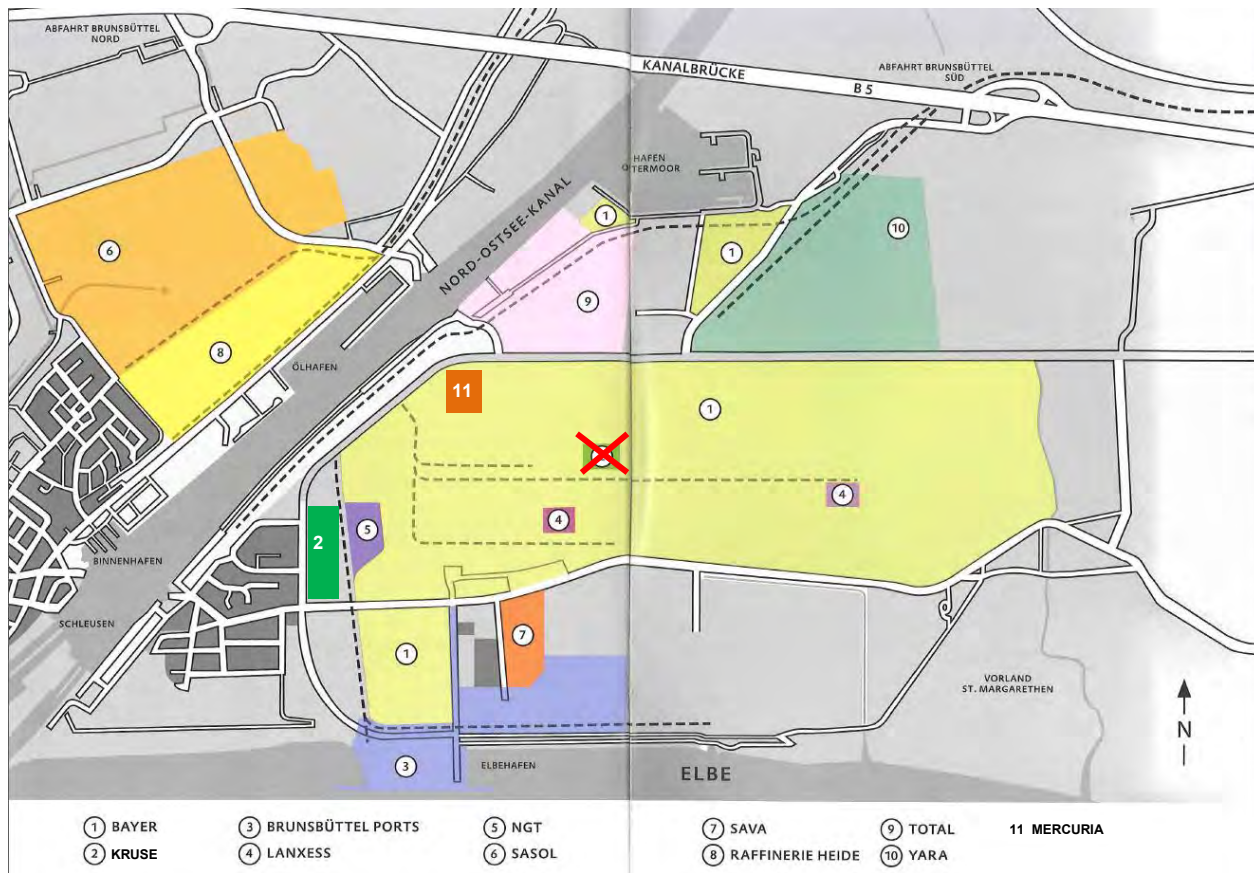 ABFAHRT BRUNSBÜTTEL
NORD
KANALBRÜCKE
B 5
ABFAHRT BRUNSBÜTTEL
SÜD
HAFEN
OSTERMOOR
NORD-OSTSEE-KANAL
1
1
10
6
9
8
ÖLHAFEN
11
1
4
4
5
2
BINNENHAFEN
SCHLEUSEN
1
7
VORLAND
ST. MARGARETHEN
N
3
ELBEHAFEN
ELBE
1 BAYER
2 KRUSE
3 BRUNSBÜTTEL PORTS
4 LANXESS
5 NGT
6 SASOL
7 SAVA
8 RAFFINERIE HEIDE
9 TOTAL
10 YARA
11 MERCURIA